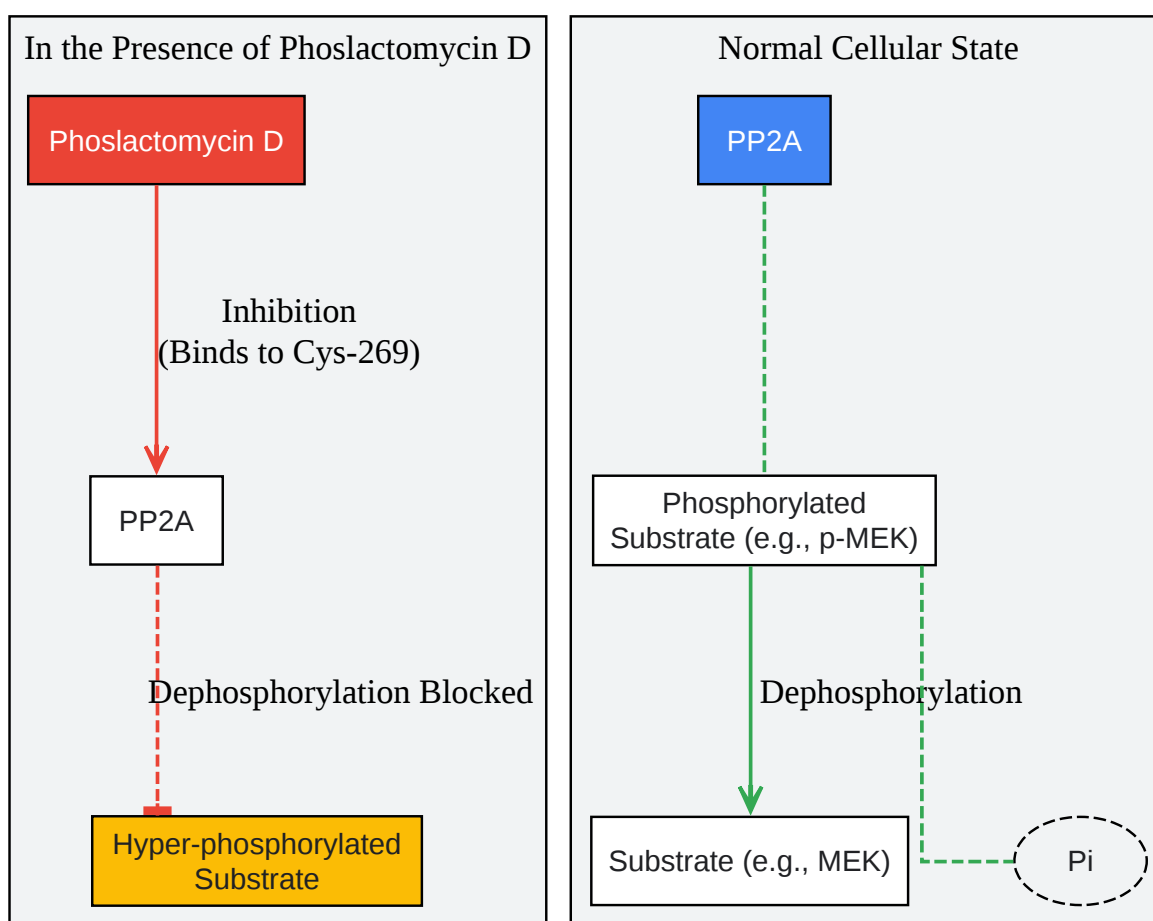 In the Presence of Phoslactomycin D
Phoslactomycin D
Inhibition
(Binds to Cys-269)
PP2A
Dephosphorylation Blocked
Hyper-phosphorylated
Substrate
Normal Cellular State
PP2A
Phosphorylated
Substrate (e.g., p-MEK)
Dephosphorylation
Substrate (e.g., MEK)
Pi